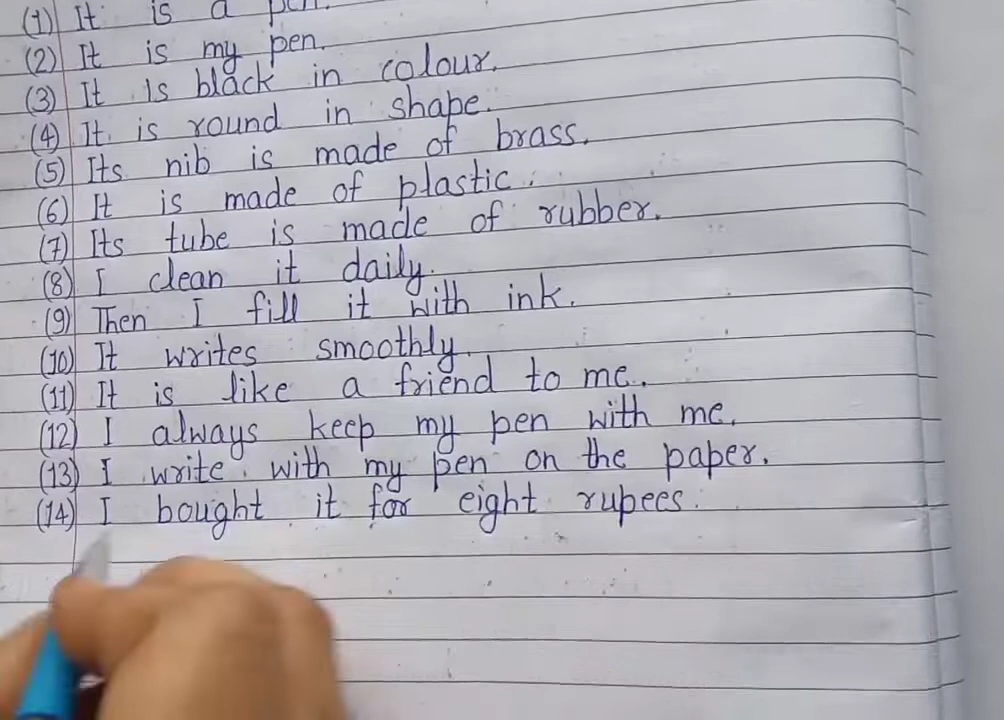 (1) It is a pen.
(2) It is my pen.
(3) It is black in colour.
(4) It is round in shape.
(5) Its nib is made of brass.
(6) It is made of plastic.
(7) Its tube is made of rubber.
(8) I clean it daily.
(9) Then I fill it with ink.
(10) It writes smoothly.
(11) It is like a friend to me.
(12) I always keep my pen with me.
(13) I write with my pen on the paper.
(14) I bought it for eight rupees.